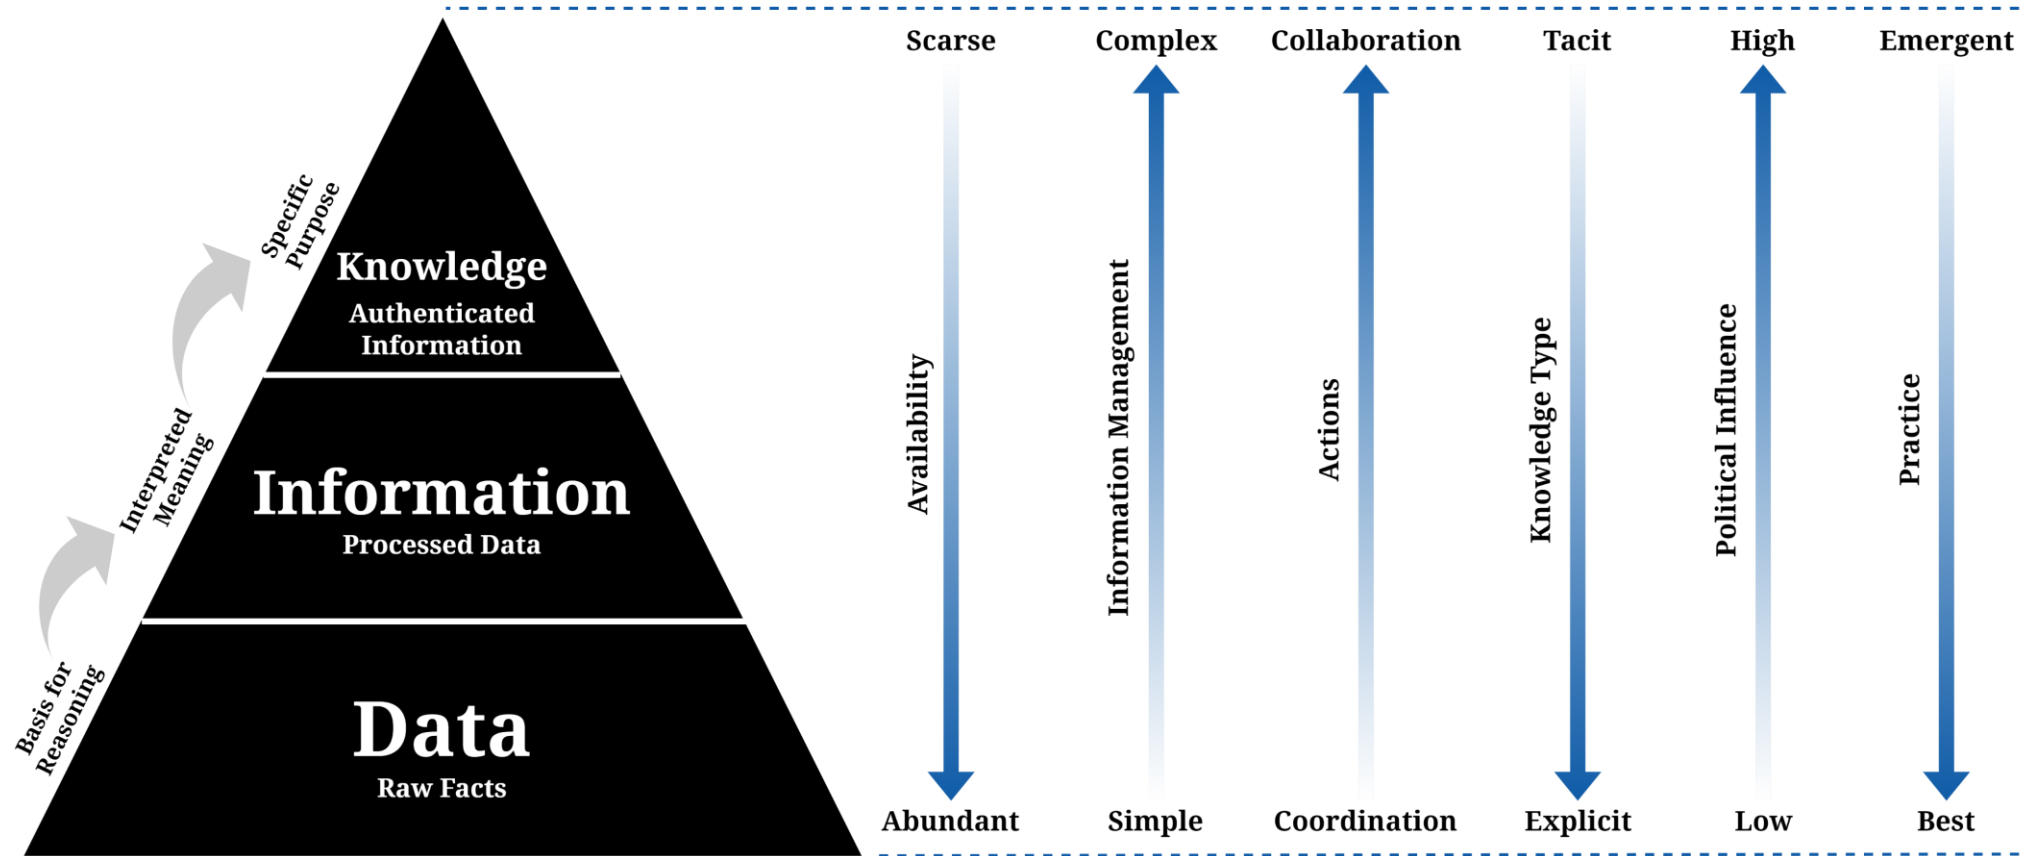 Scarse
Complex
Collaboration
Tacit
High
Emergent
Specific
Purpose
Knowledge
Authenticated
Information
Interpreted
Meaning
Information
Processed Data
Basis for
Reasoning
Data
Raw Facts
Availability
Information Management
Actions
Knowledge Type
Political Influence
Practice
Abundant
Simple
Coordination
Explicit
Low
Best